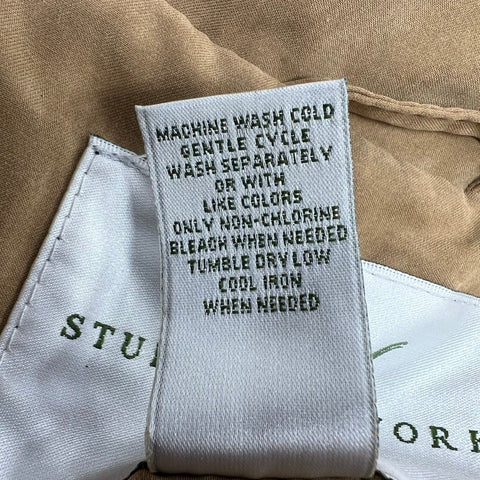 MACHINE WASH COLD
GENTLE CYCLE
WASH SEPARATELY
OR WITH
LIKE COLORS
ONLY NON-CHLORINE
BLEACH WHEN NEEDED
TUMBLE DRY LOW
COOL IRON
WHEN NEEDED